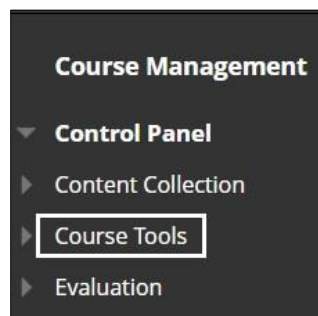 Course Management
Control Panel
Content Collection
Course Tools
Evaluation